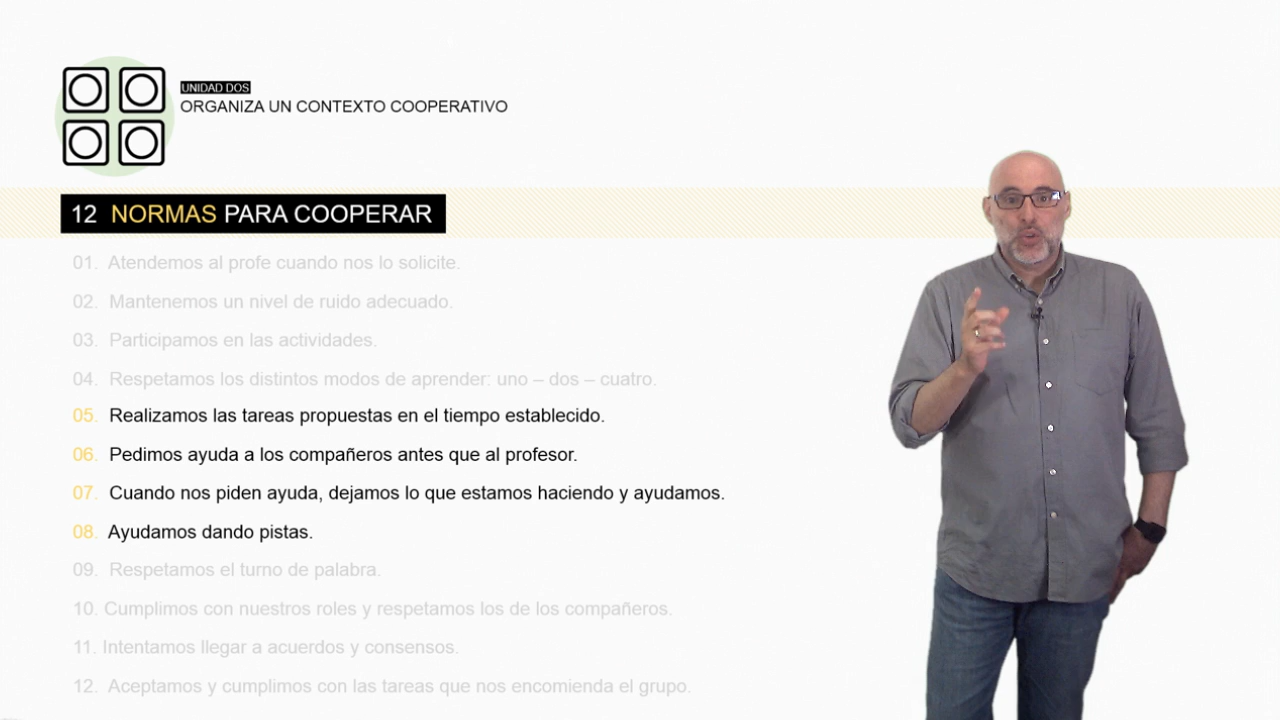 UNIDAD DOS
ORGANIZA UN CONTEXTO COOPERATIVO
12 NORMAS PARA COOPERAR
01. Atendemos al profe cuando nos lo solicite.
02. Mantenemos un nivel de ruido adecuado.
03. Participamos en las actividades.
04. Respetamos los distintos modos de aprender: uno – dos – cuatro.
05. Realizamos las tareas propuestas en el tiempo establecido.
06. Pedimos ayuda a los compañeros antes que al profesor.
07. Cuando nos piden ayuda, dejamos lo que estamos haciendo y ayudamos.
08. Ayudamos dando pistas.
09. Respetamos el turno de palabra.
10. Cumplimos con nuestros roles y respetamos los de los compañeros.
11. Intentamos llegar a acuerdos y consensos.
12. Aceptamos y cumplimos con las tareas que nos encomienda el grupo.